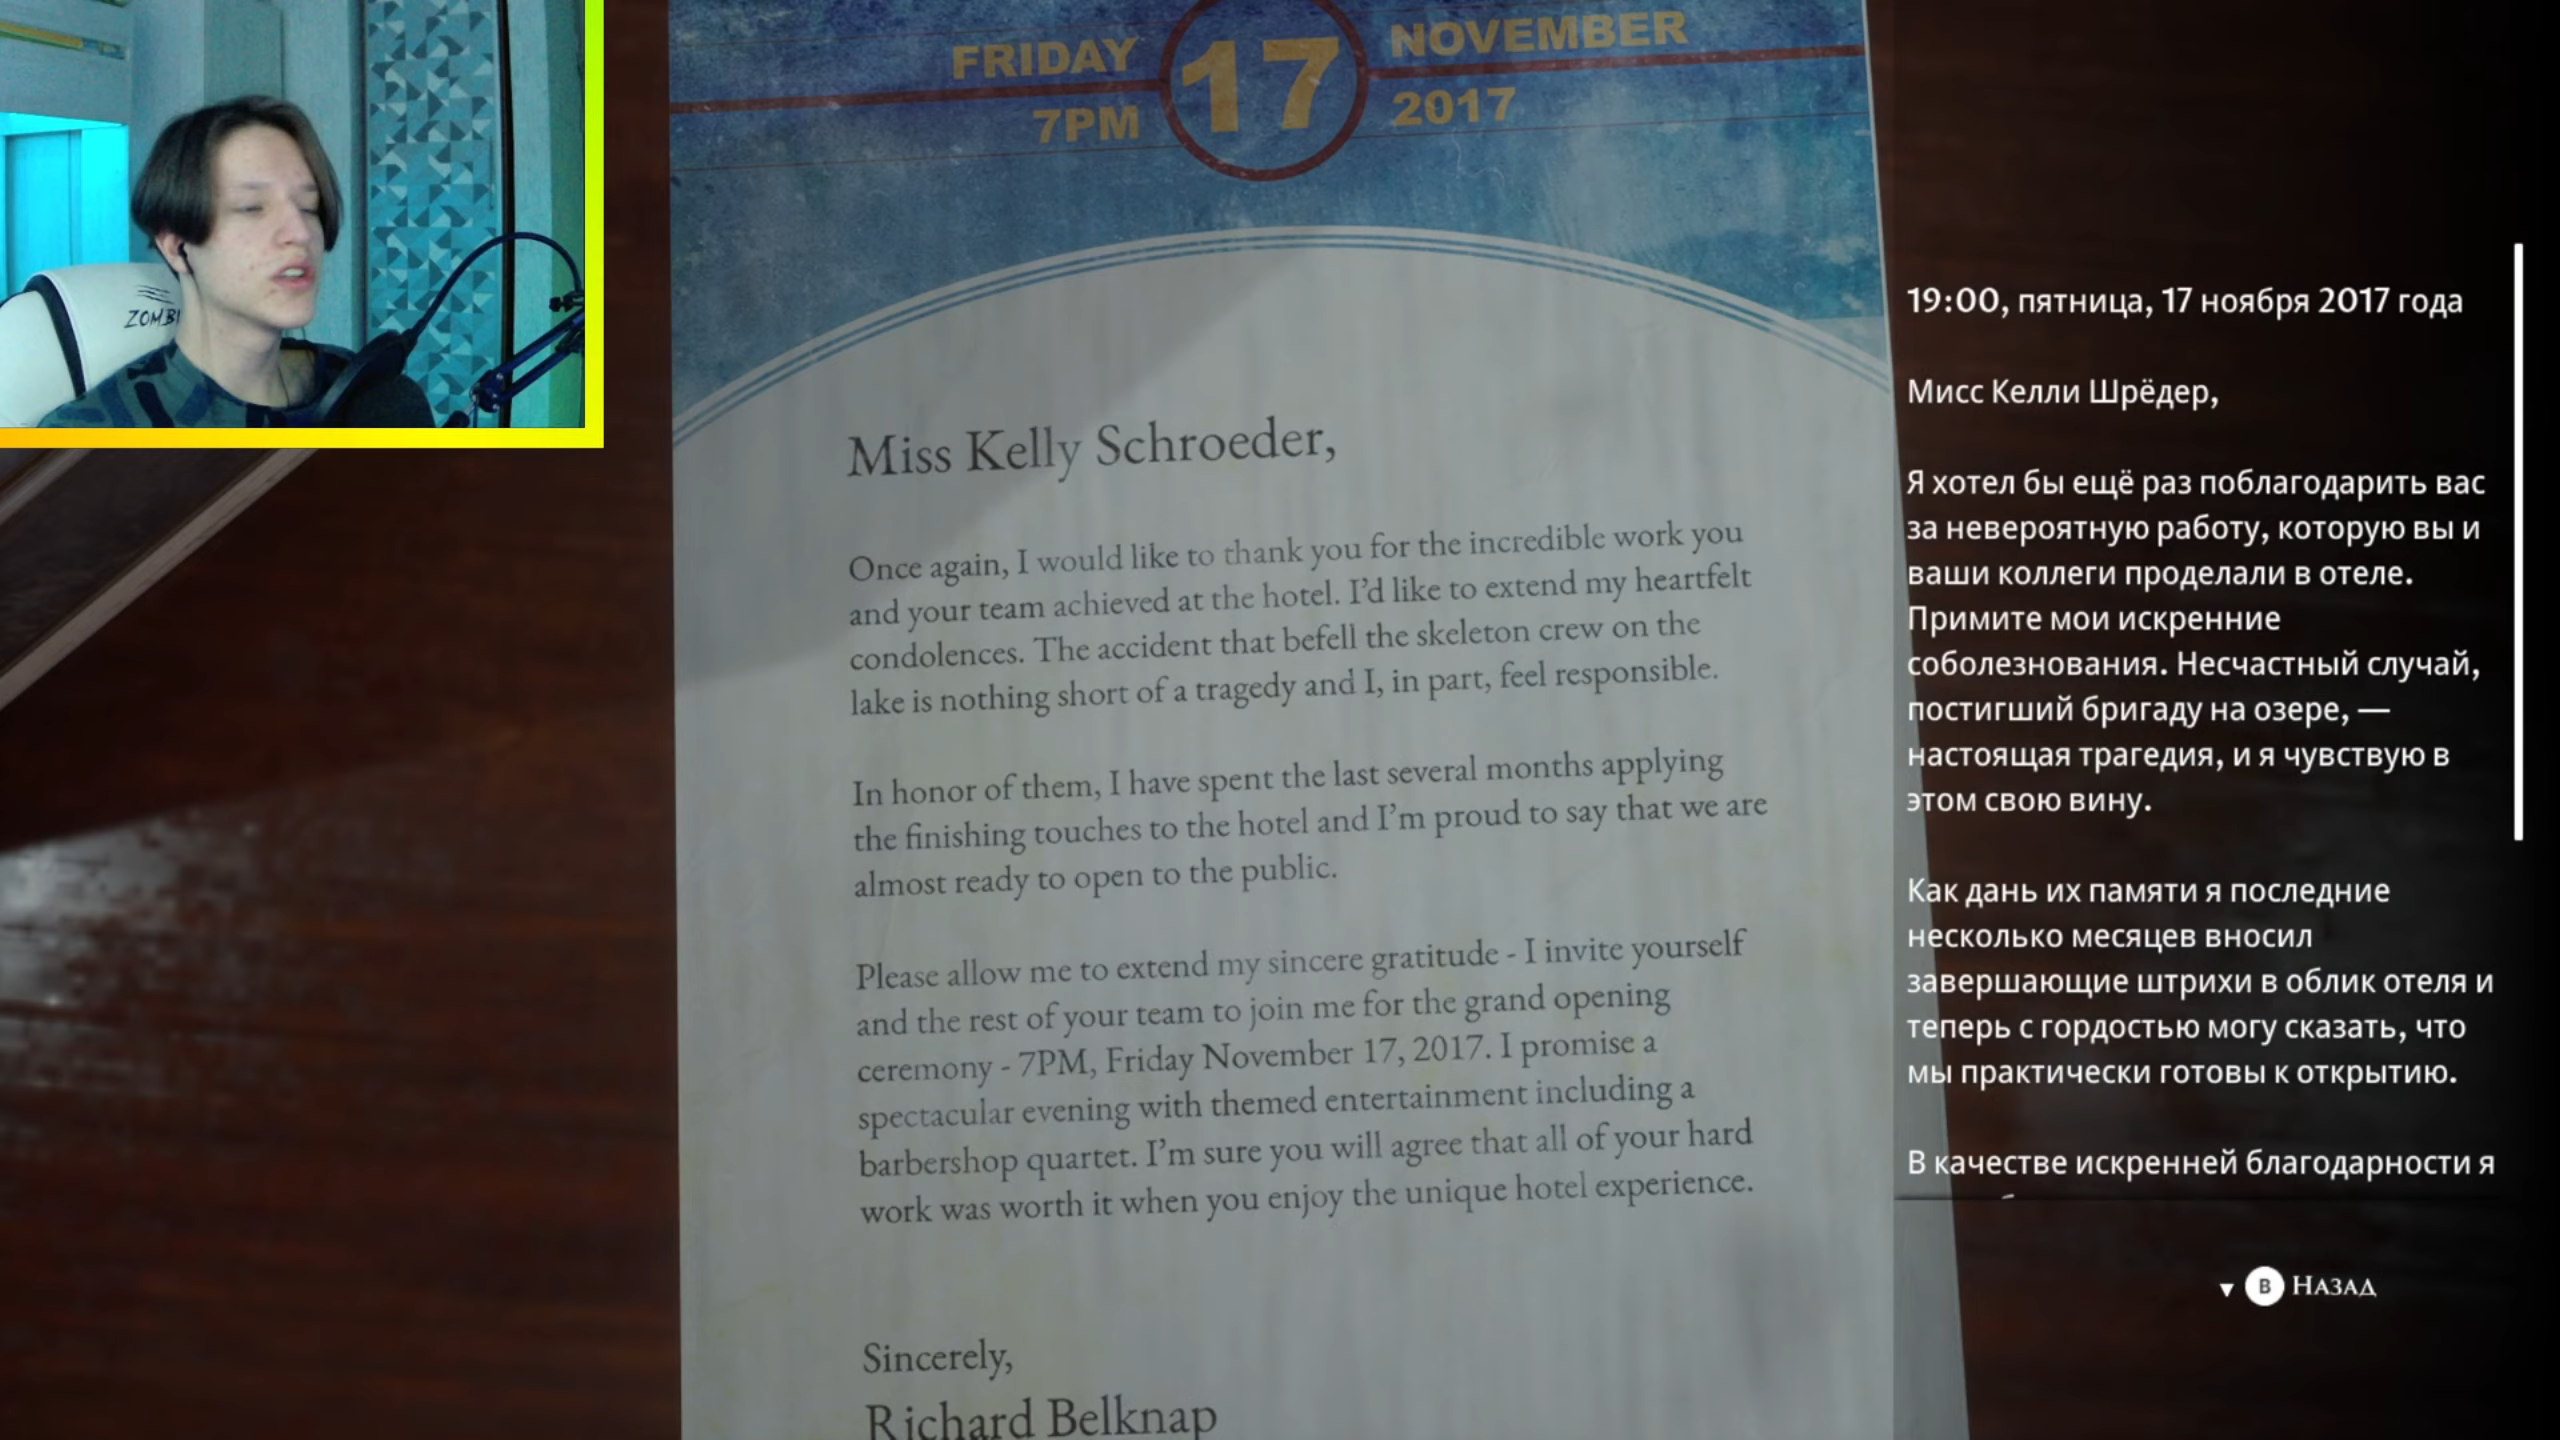 FRIDAY
7PM
17
NOVEMBER
2017
Miss Kelly Schroeder,
Once again, I would like to thank you for the incredible work you
and your team achieved at the hotel. I'd like to extend my heartfelt
condolences. The accident that befell the skeleton crew on the
lake is nothing short of a tragedy and I, in part, feel responsible.
In honor of them, I have spent the last several months applying
the finishing touches to the hotel and I'm proud to say that we are
almost ready to open to the public.
Please allow me to extend my sincere gratitude - I invite yourself
and the rest of your team to join me for the grand opening
ceremony - 7PM, Friday November 17, 2017. I promise a
spectacular evening with themed entertainment including a
barbershop quartet. I'm sure you will agree that all of your hard
work was worth it when you enjoy the unique hotel experience.
Sincerely,
Richard Belknap
19:00, пятница, 17 ноября 2017 года
Мисс Келли Шрёдер,
Я хотел бы ещё раз поблагодарить вас
за невероятную работу, которую вы и
ваши коллеги проделали в отеле.
Примите мои искренние
соболезнования. Несчастный случай,
постигший бригаду на озере, —
настоящая трагедия, и я чувствую в
этом свою вину.
Как дань их памяти я последние
несколько месяцев вносил
завершающие штрихи в облик отеля и
теперь с гордостью могу сказать, что
мы практически готовы к открытию.
В качестве искренней благодарности я
B НАЗАД